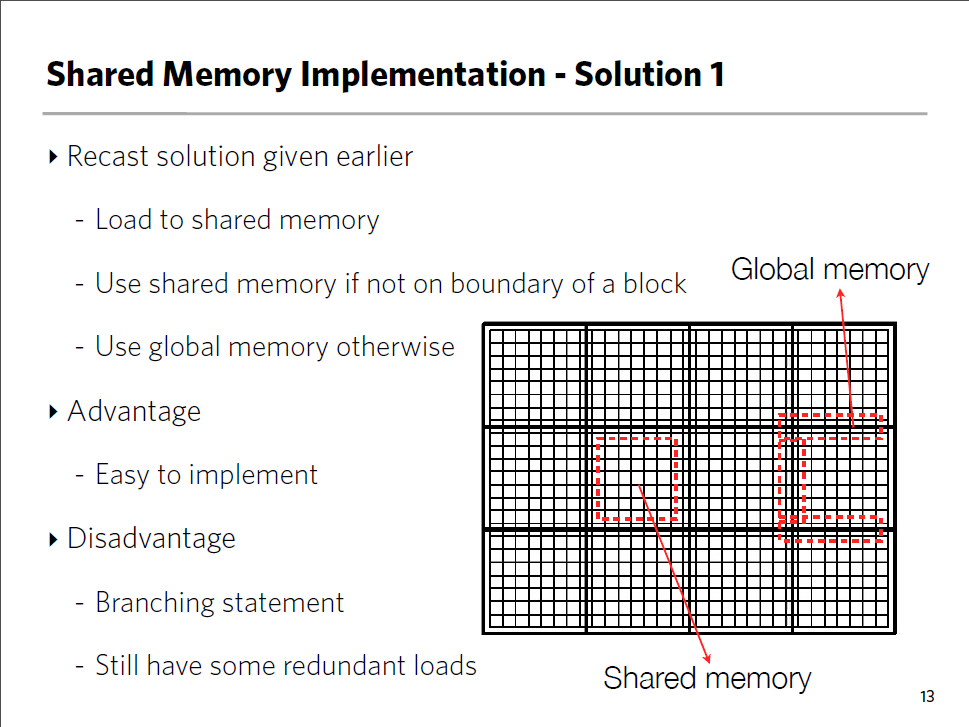 Shared Memory Implementation - Solution 1
▸ Recast solution given earlier
- Load to shared memory
- Use shared memory if not on boundary of a block
- Use global memory otherwise
▸ Advantage
- Easy to implement
▸ Disadvantage
- Branching statement
- Still have some redundant loads
Global memory
Shared memory
13